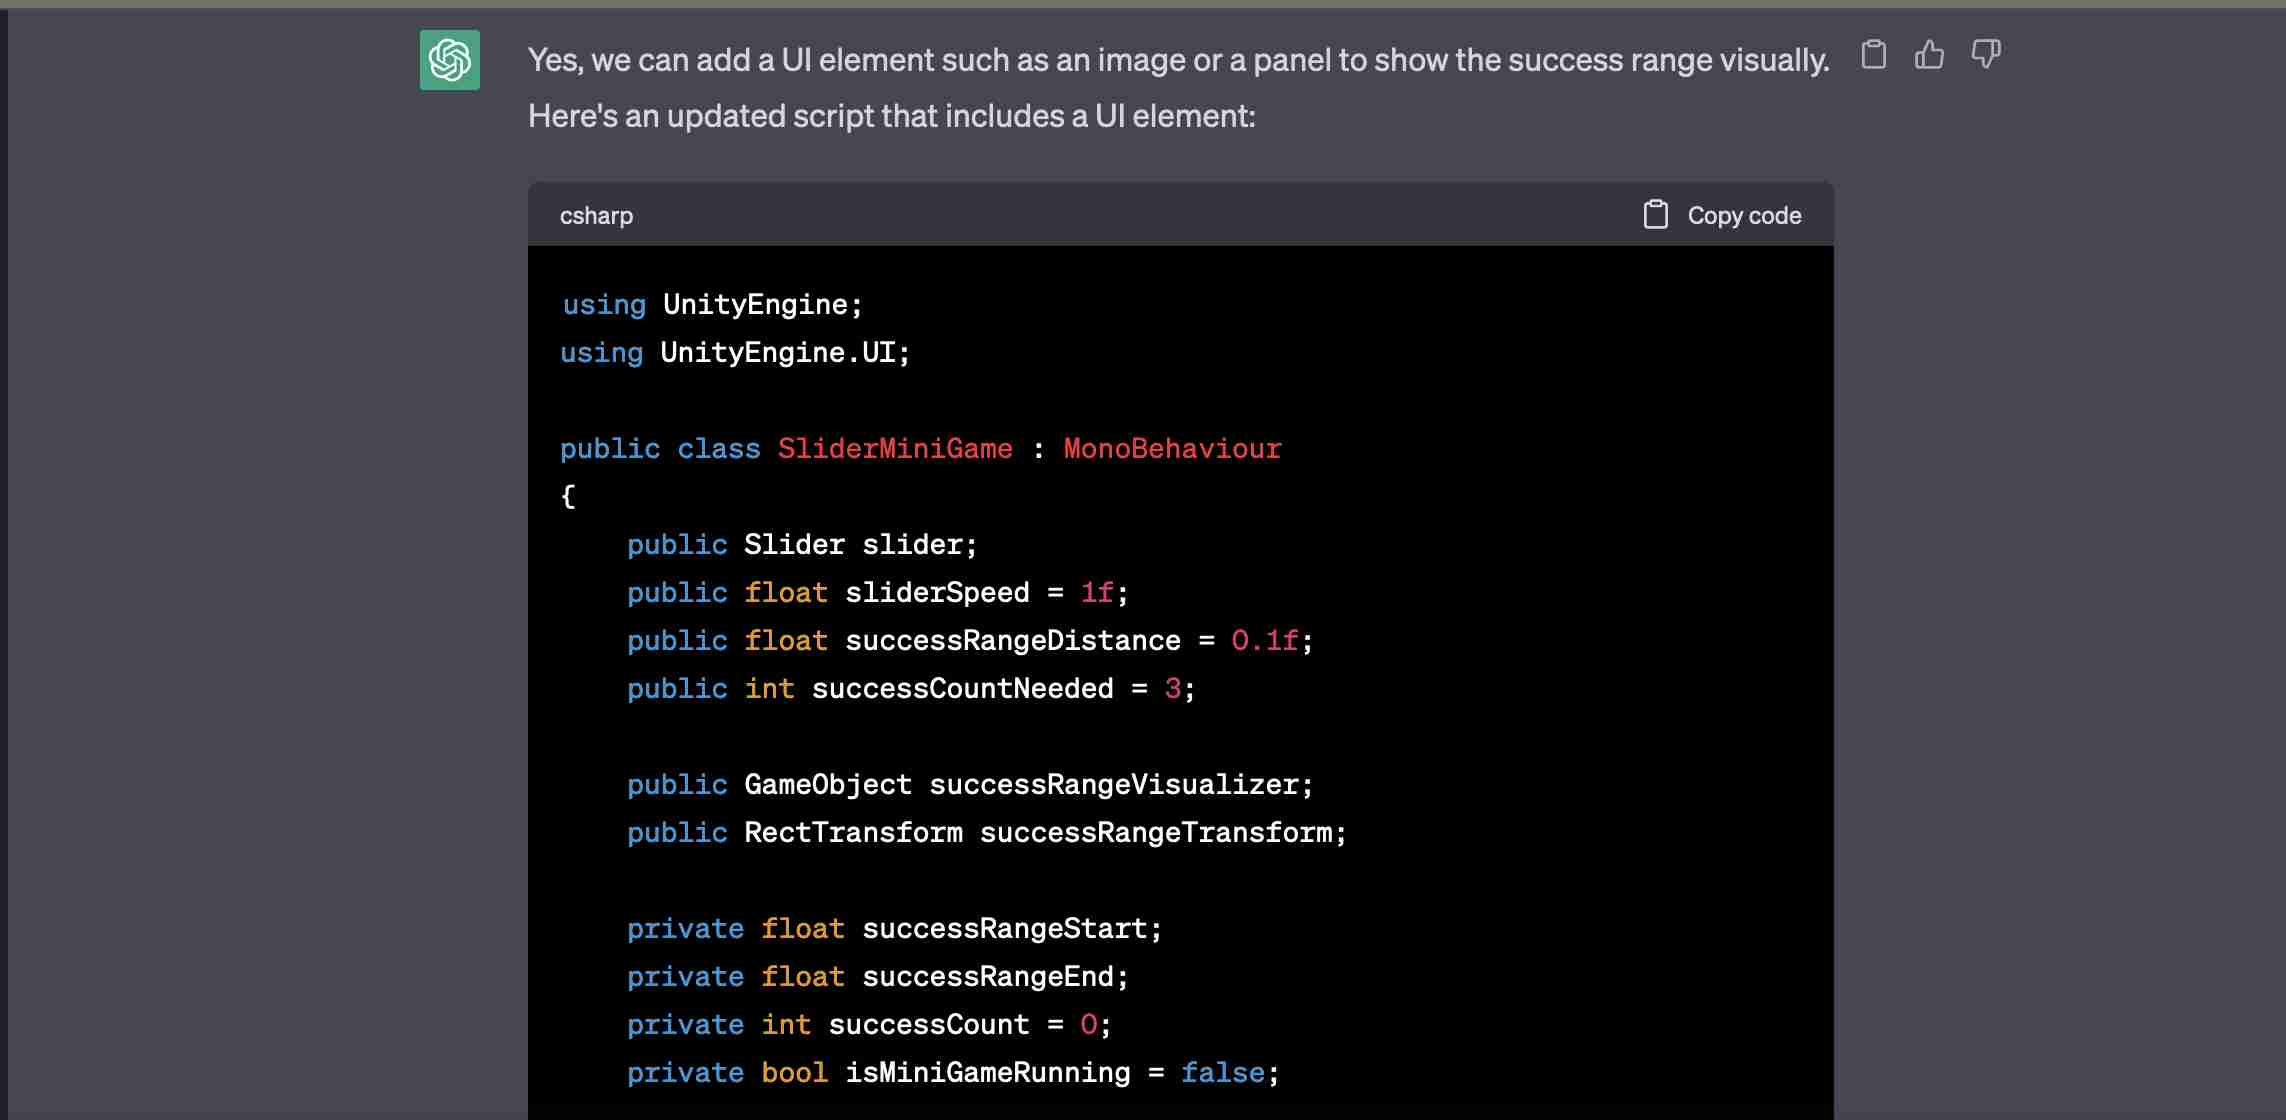 Yes, we can add a UI element such as an image or a panel to show the success range visually.
Here's an updated script that includes a UI element:
csharp
Copy code
using UnityEngine;
using UnityEngine.UI;
public class SliderMiniGame : MonoBehaviour
{
    public Slider slider;
    public float sliderSpeed = 1f;
    public float successRangeDistance = 0.1f;
    public int successCountNeeded = 3;
    public GameObject successRangeVisualizer;
    public RectTransform successRangeTransform;
    private float successRangeStart;
    private float successRangeEnd;
    private int successCount = 0;
    private bool isMiniGameRunning = false;